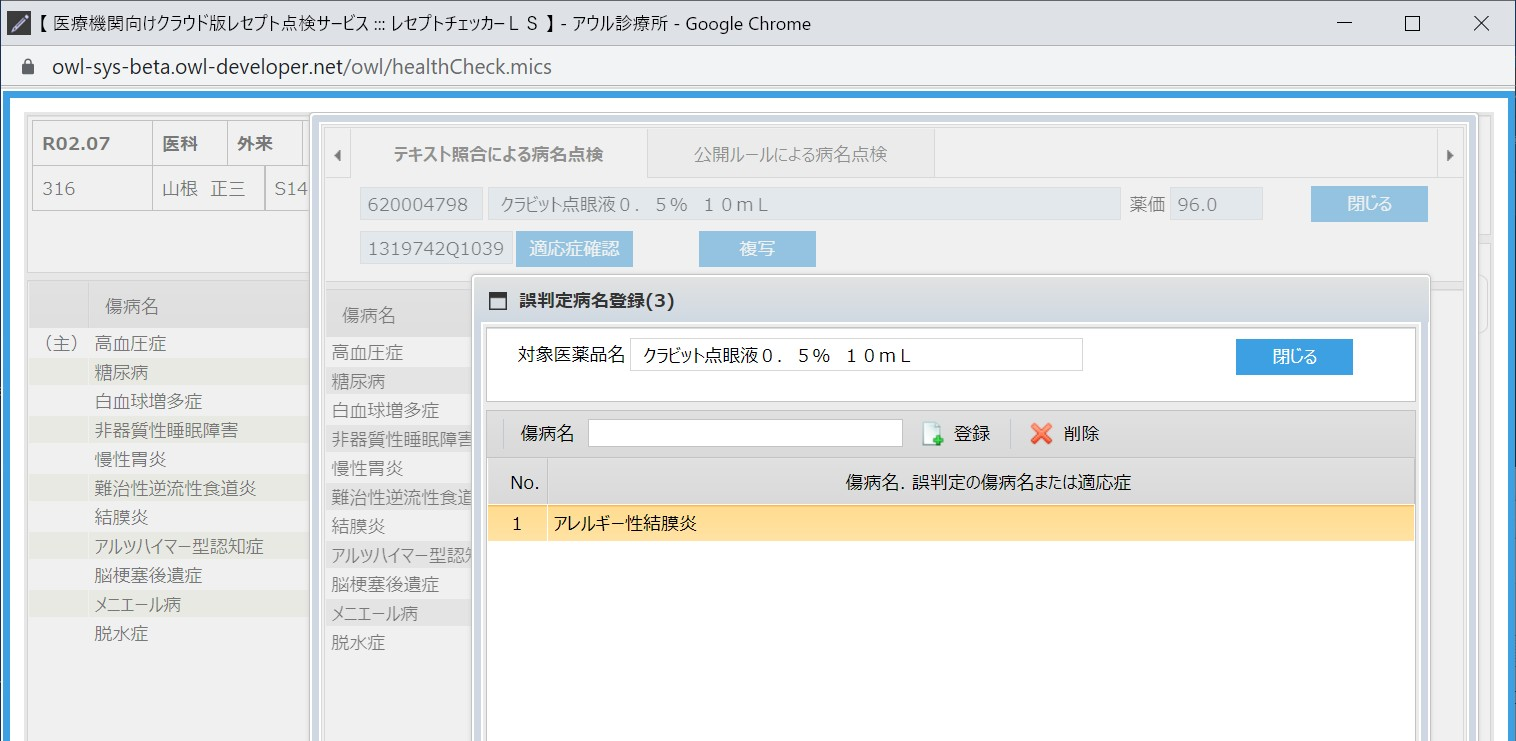 【 医療機関向けクラウド版レセプト点検サービス ::: レセプトチェッカーＬＳ 】 - アウル診療所 - Google Chrome
owl-sys-beta.owl-developer.net/owl/healthCheck.mics
R02.07 医科 外来
316 山根 正三 S14
傷病名
（主） 高血圧症
糖尿病
白血球増多症
非器質性睡眠障害
慢性胃炎
難治性逆流性食道炎
結膜炎
アルツハイマー型認知症
脳梗塞後遺症
メニエール病
脱水症
テキスト照合による病名点検 公開ルールによる病名点検
620004798 クラビット点眼液０．５％ １０ｍＬ 薬価 96.0 閉じる
1319742Q1039 適応症確認 複写
傷病名
高血圧症
糖尿病
白血球増多症
非器質性睡眠障害
慢性胃炎
難治性逆流性食道
結膜炎
アルツハイマー型認知
脳梗塞後遺症
メニエール病
脱水症
誤判定病名登録(3)
対象医薬品名 クラビット点眼液０．５％ １０ｍＬ 閉じる
傷病名 登録 削除
No. 傷病名．誤判定の傷病名または適応症
1 アレルギー性結膜炎